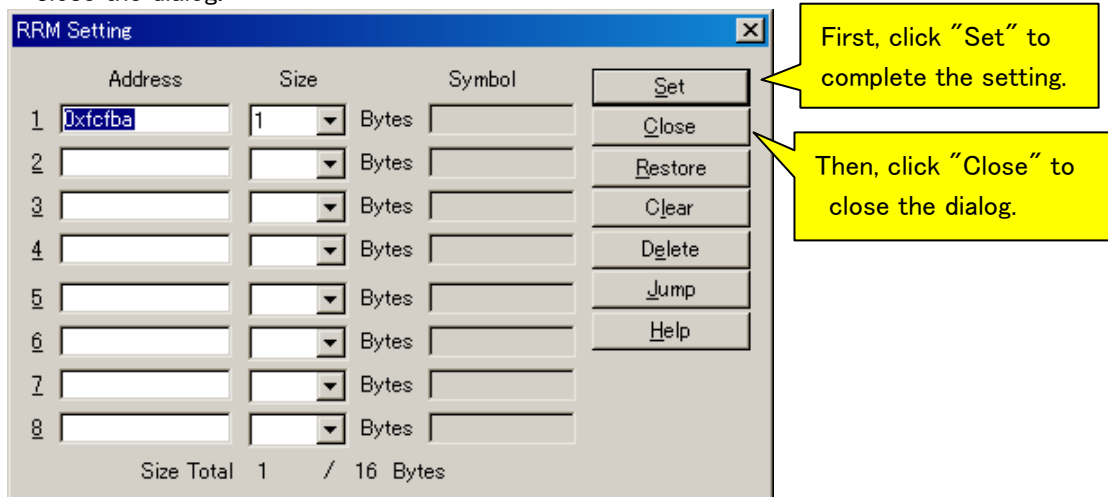 close the dialog.
RRM Setting
First, click "Set" to
complete the setting.
Address Size Symbol Set
1 0xfcfba 1 Bytes Close
Then, click "Close" to
close the dialog.
2 Bytes Restore
3 Bytes Clear
4 Bytes Delete
5 Bytes Jump
6 Bytes Help
7 Bytes
8 Bytes
Size Total 1 / 16 Bytes